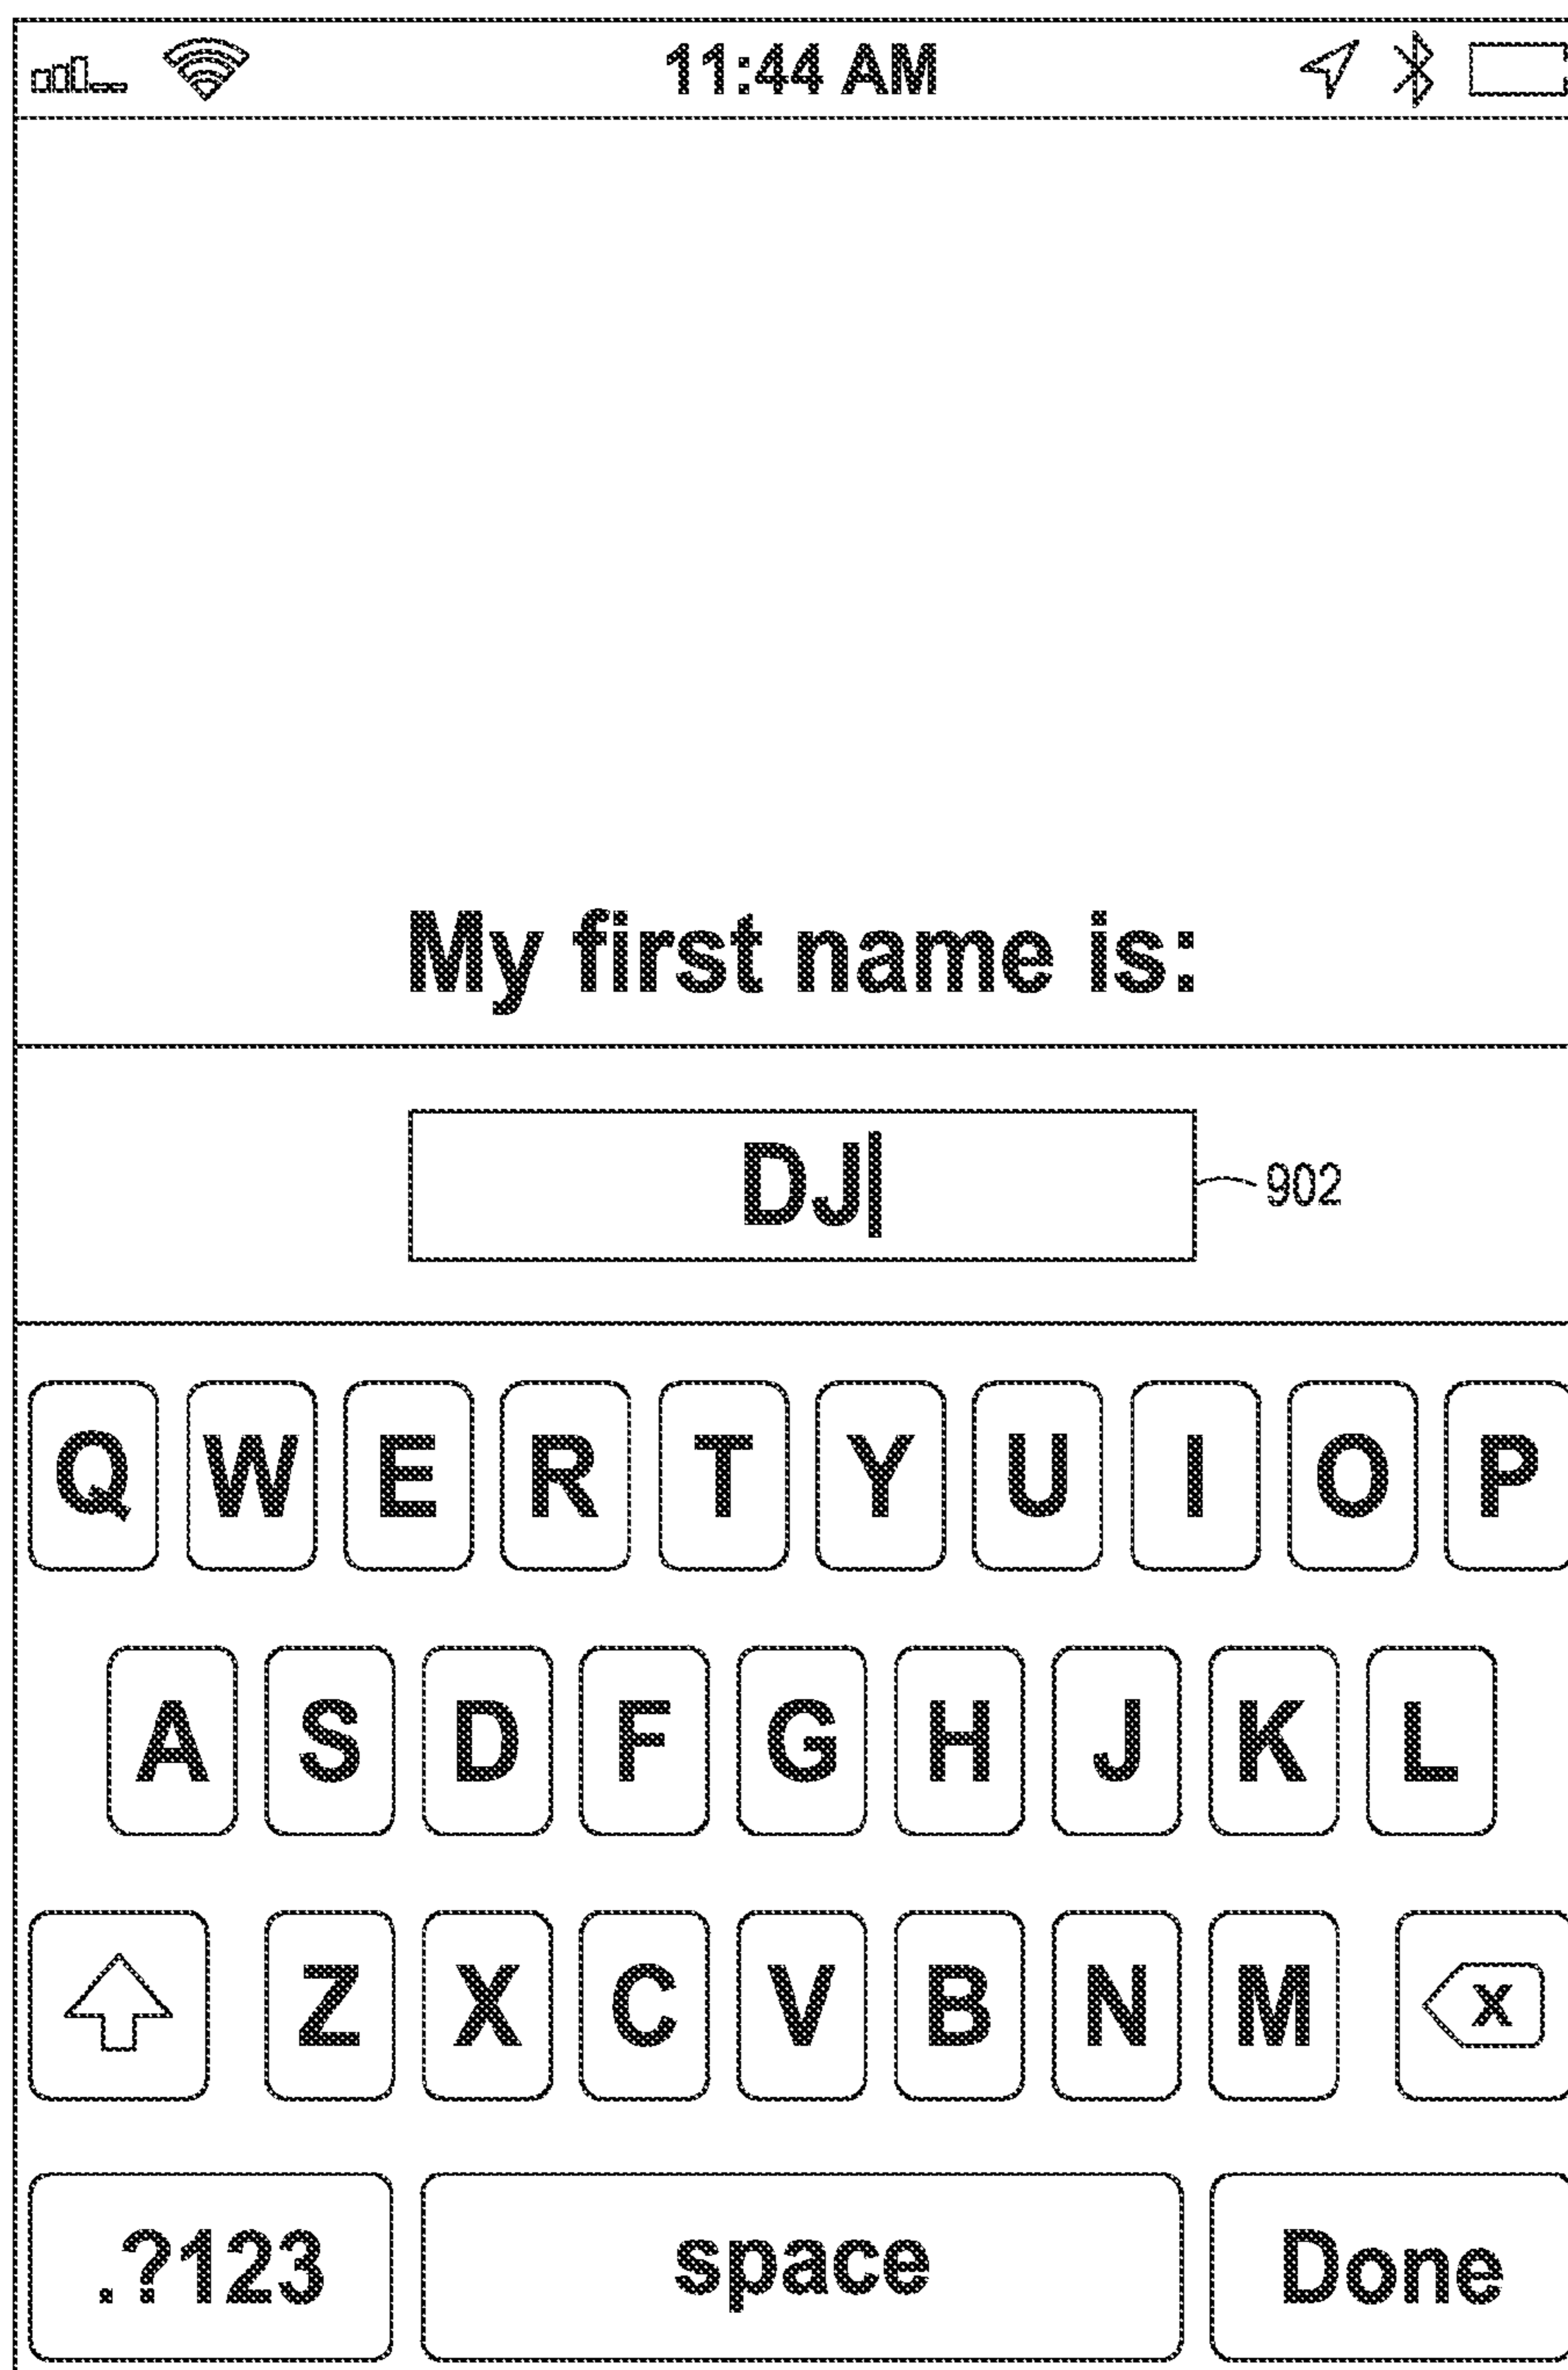 11:44 AM
My first name is:
DJ
902
Q W E R T Y U I O P
A S D F G H J K L
Z X C V B N M X
.?123 space Done